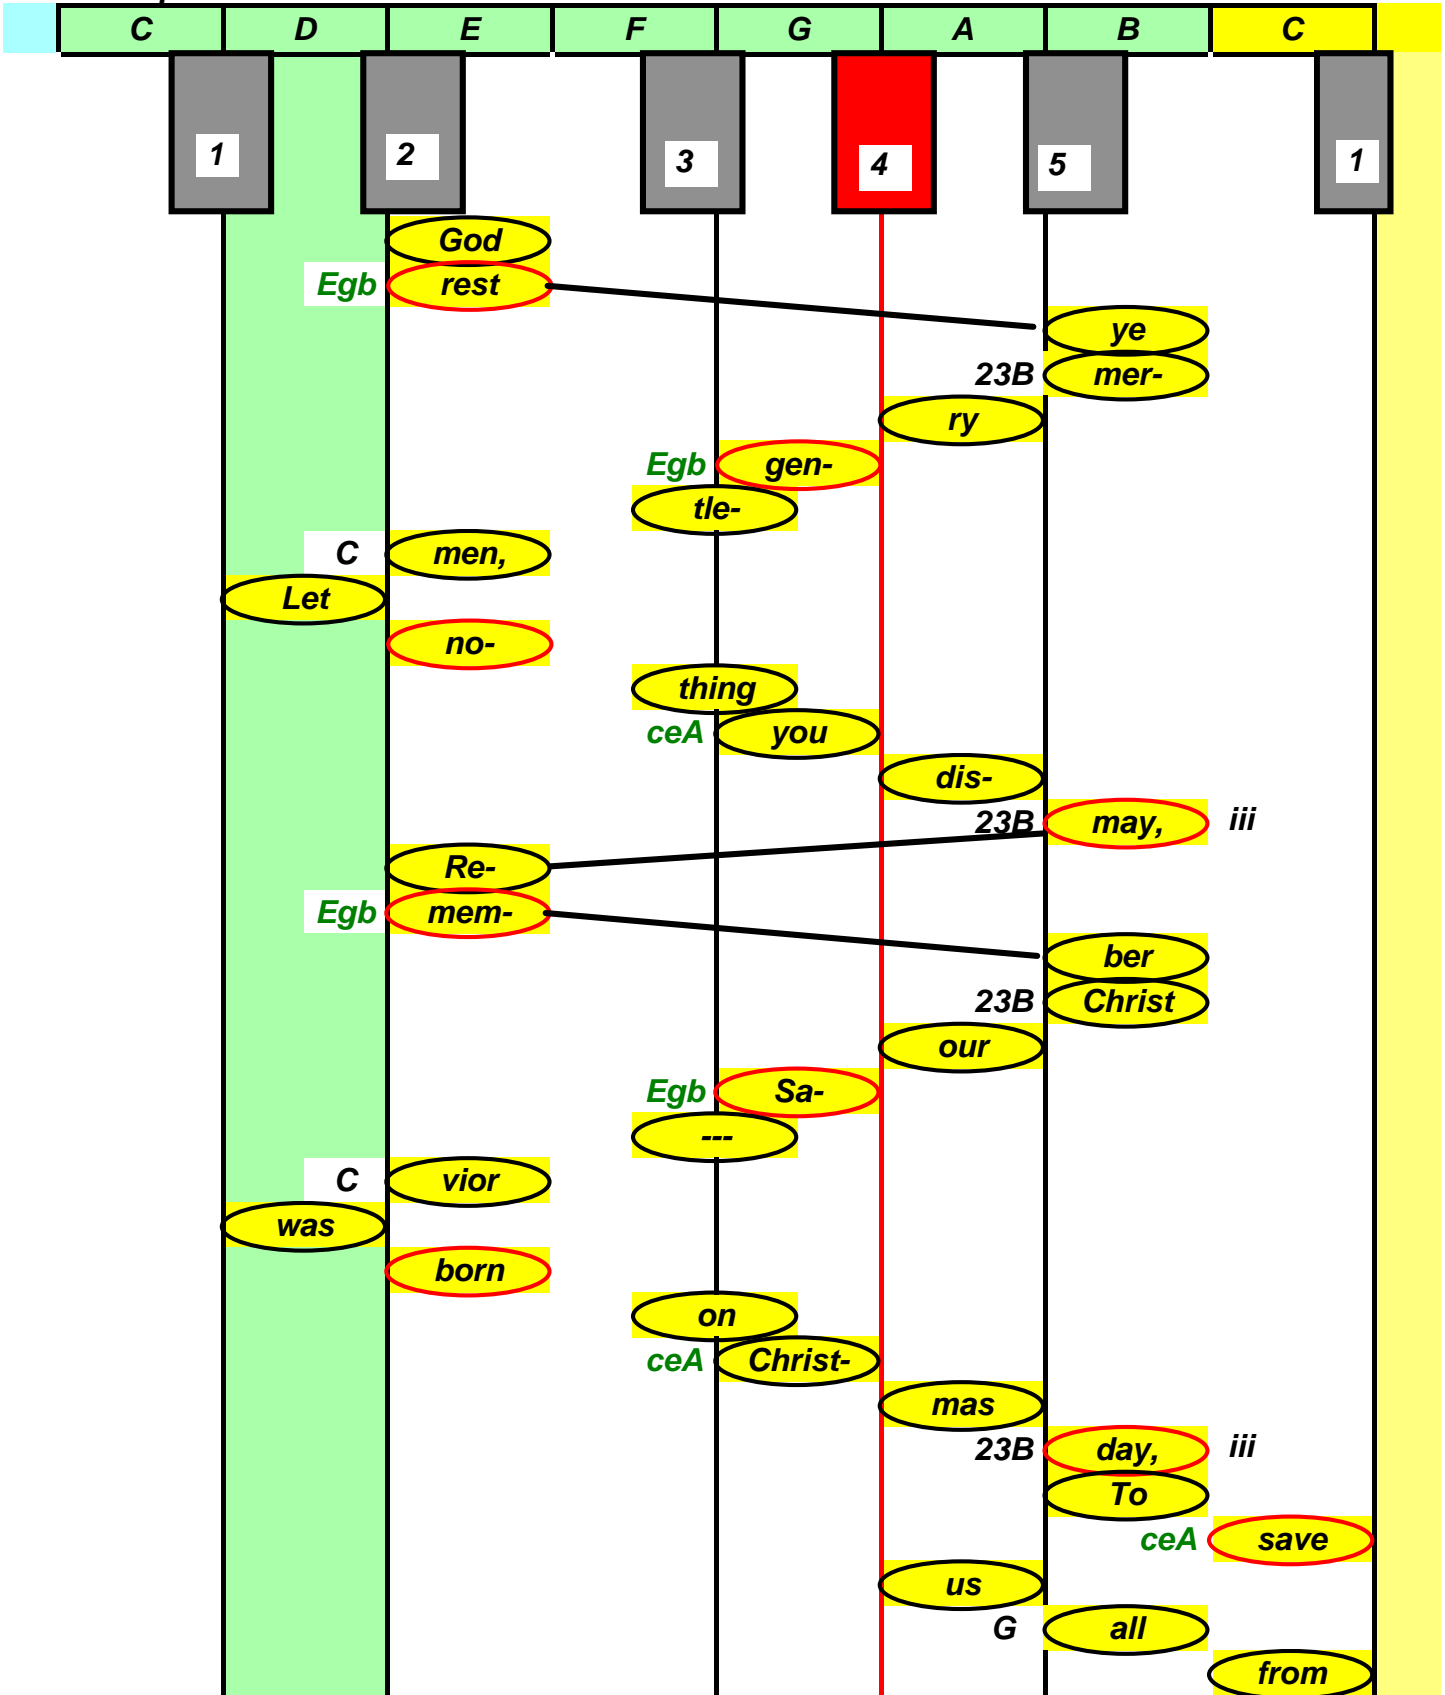 C D E F G A B C
1 2 3 4 5 1
God
Egb rest
ye
23B mer-
ry
Egb gen-
tle-
C men,
Let
no-
thing
ceA you
dis-
23B may, iii
Re-
Egb mem-
ber
23B Christ
our
Egb Sa-
---
C vior
was
born
on
ceA Christ-
mas
23B day, iii
To
ceA save
us
G all
from